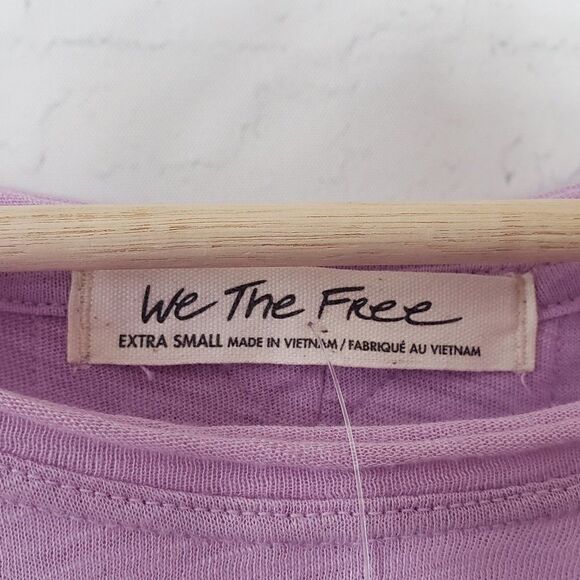 We The Free
EXTRA SMALL MADE IN VIETNAM / FABRIQUÉ AU VIETNAM